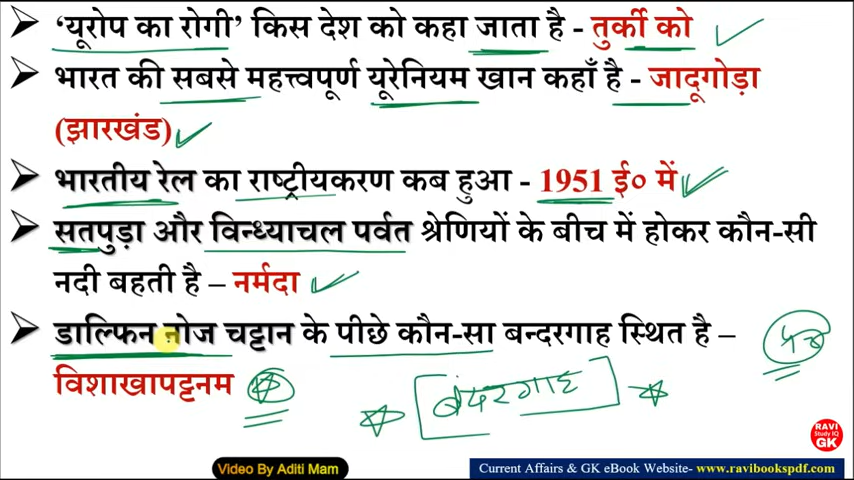 ‘यूरोप का रोगी’ किस देश को कहा जाता है - तुर्की को
भारत की सबसे महत्त्वपूर्ण यूरेनियम खान कहाँ है - जादूगोड़ा
(झारखंड)
भारतीय रेल का राष्ट्रीयकरण कब हुआ - 1951 ई० में
सतपुड़ा और विन्ध्याचल पर्वत श्रेणियों के बीच में होकर कौन-सी
नदी बहती है – नर्मदा
डाल्फिन नोज चट्टान के पीछे कौन-सा बन्दरगाह स्थित है –
विशाखापट्टनम
बंदरगाह
RAVI
Study IQ
GK
Video By Aditi Mam
Current Affairs & GK eBook Website- www.ravibookspdf.com